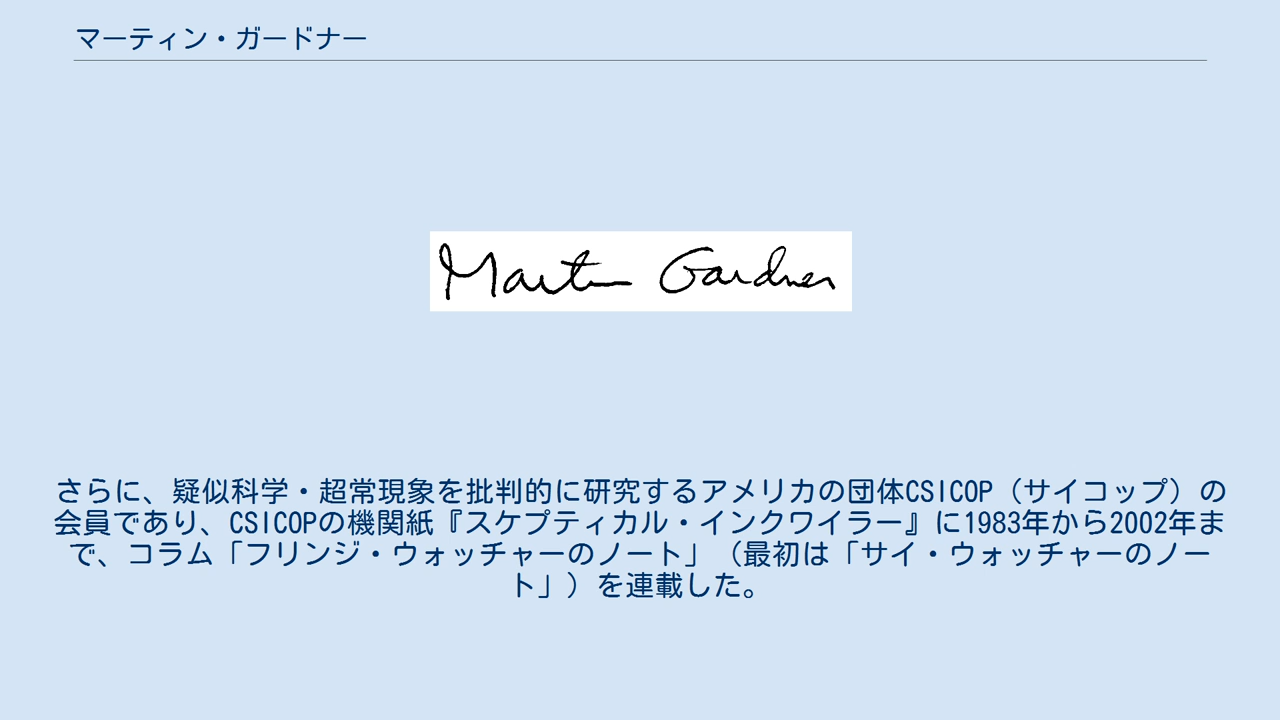 マーティン・ガードナー
Martin Gardner
さらに、疑似科学・超常現象を批判的に研究するアメリカの団体CSICOP（サイコップ）の
会員であり、CSICOPの機関紙『スケプティカル・インクワイラー』に1983年から2002年ま
で、コラム「フリンジ・ウォッチャーのノート」（最初は「サイ・ウォッチャーのノー
ト」）を連載した。